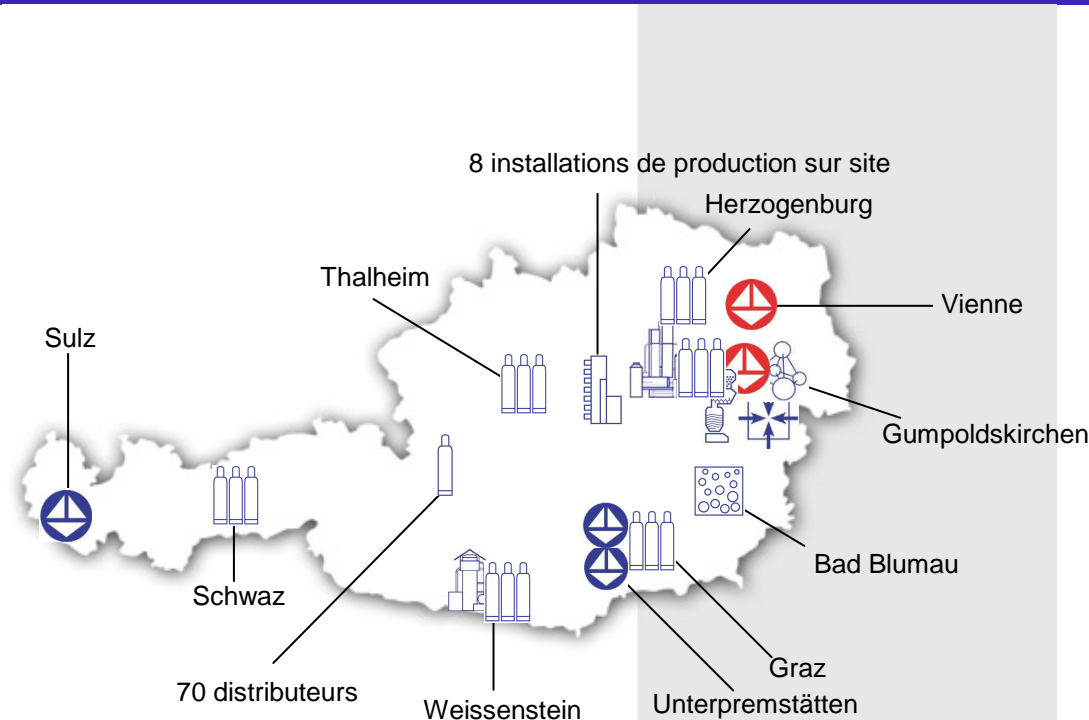 8 installations de production sur site
Herzogenburg
Thalheim
Vienne
Sulz
Gumpoldskirchen
Bad Blumau
Schwaz
Graz
70 distributeurs
Unterpremstätten
Weissenstein